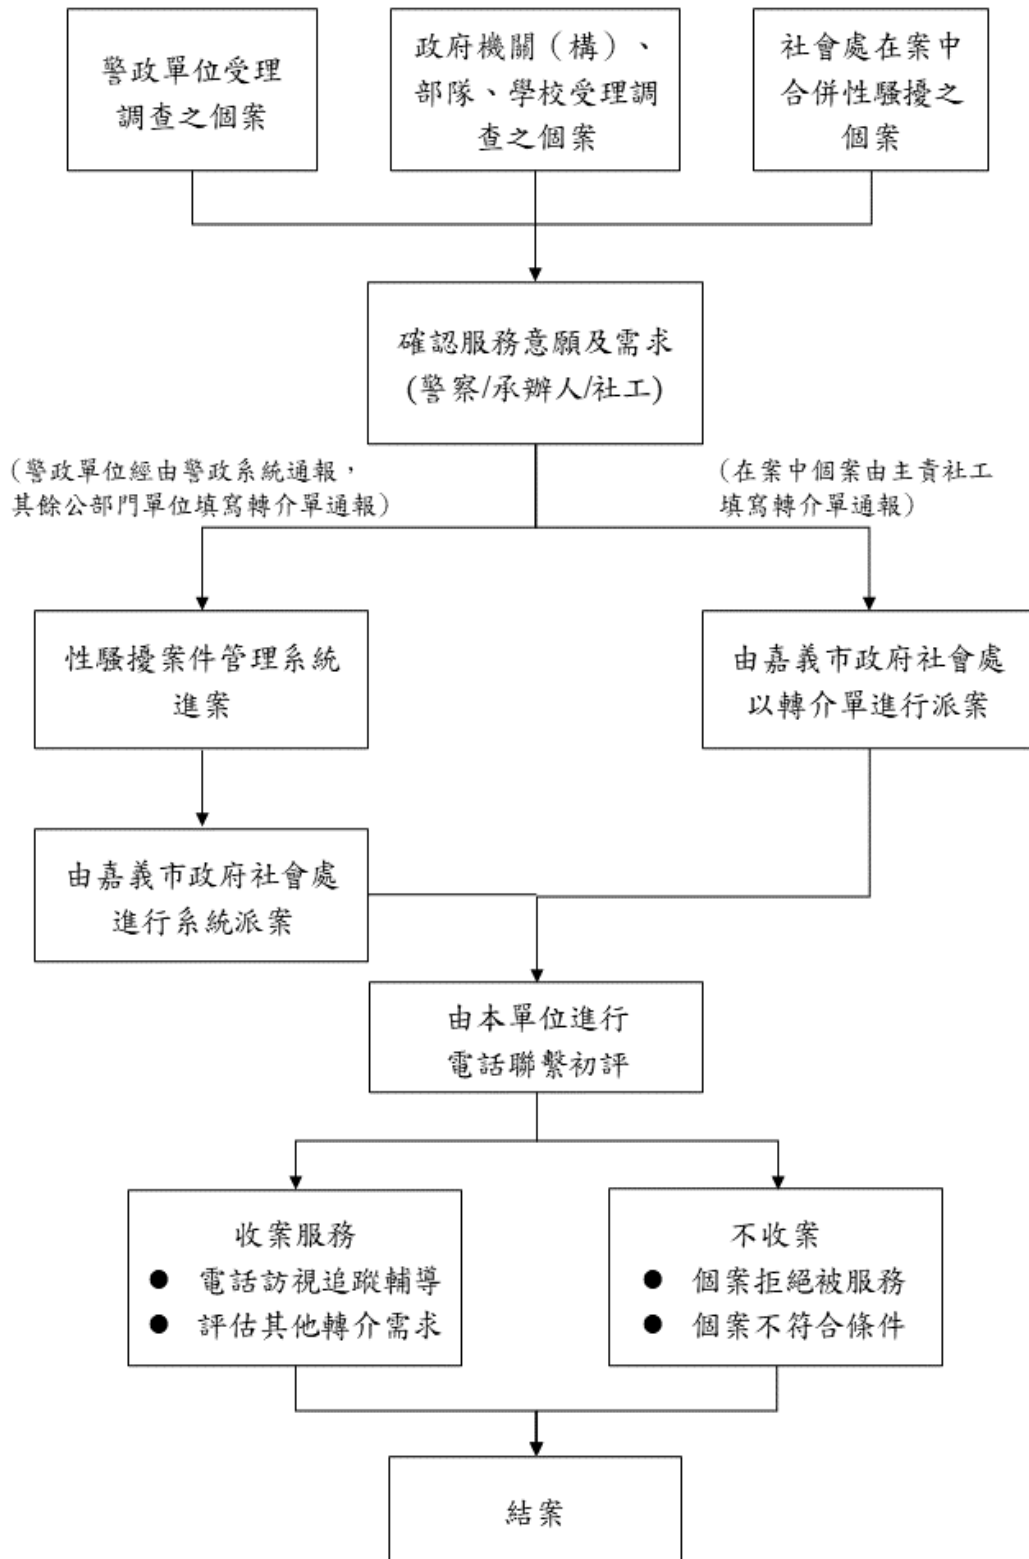 警政單位受理
調查之個案
政府機關（構）、
部隊、學校受理調
查之個案
社會處在案中
合併性騷擾之
個案
確認服務意願及需求
(警察/承辦人/社工)
(警政單位經由警政系統通報，
其餘公部門單位填寫轉介單通報)
(在案中個案由主責社工
填寫轉介單通報)
性騷擾案件管理系統
進案
由嘉義市政府社會處
以轉介單進行派案
由嘉義市政府社會處
進行系統派案
由本單位進行
電話聯繫初評
收案服務
● 電話訪視追蹤輔導
● 評估其他轉介需求
不收案
● 個案拒絕被服務
● 個案不符合條件
結案